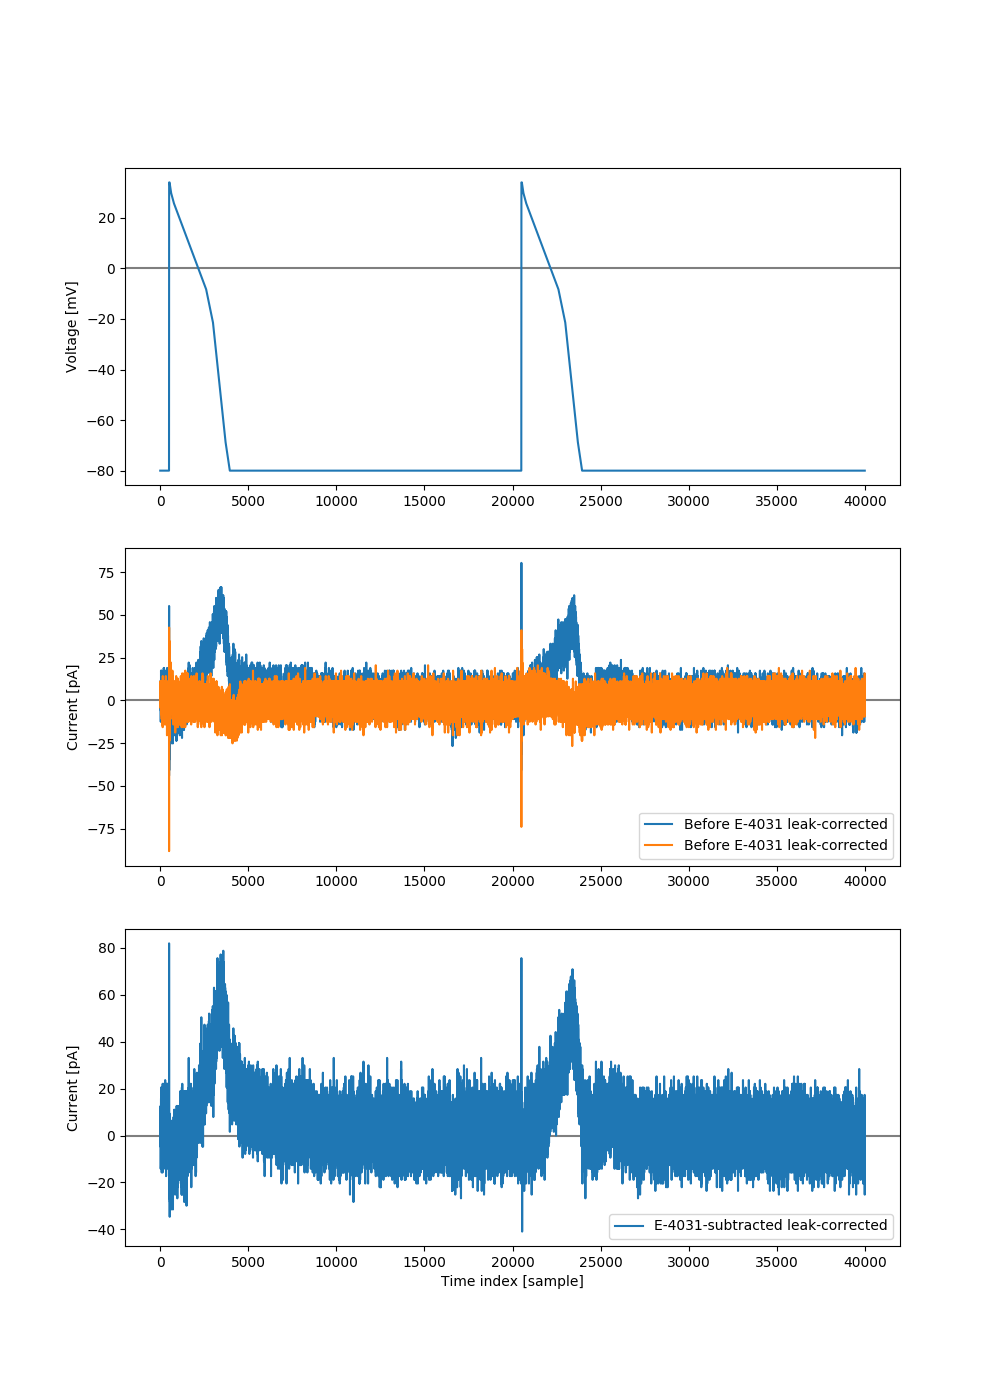 20
0
−20
−40
−60
−80
Voltage [mV]
0 5000 10000 15000 20000 25000 30000 35000 40000
75
50
25
0
−25
−50
−75
Current [pA]
Before E-4031 leak-corrected
Before E-4031 leak-corrected
0 5000 10000 15000 20000 25000 30000 35000 40000
80
60
40
20
0
−20
−40
Current [pA]
E-4031-subtracted leak-corrected
0 5000 10000 15000 20000 25000 30000 35000 40000
Time index [sample]